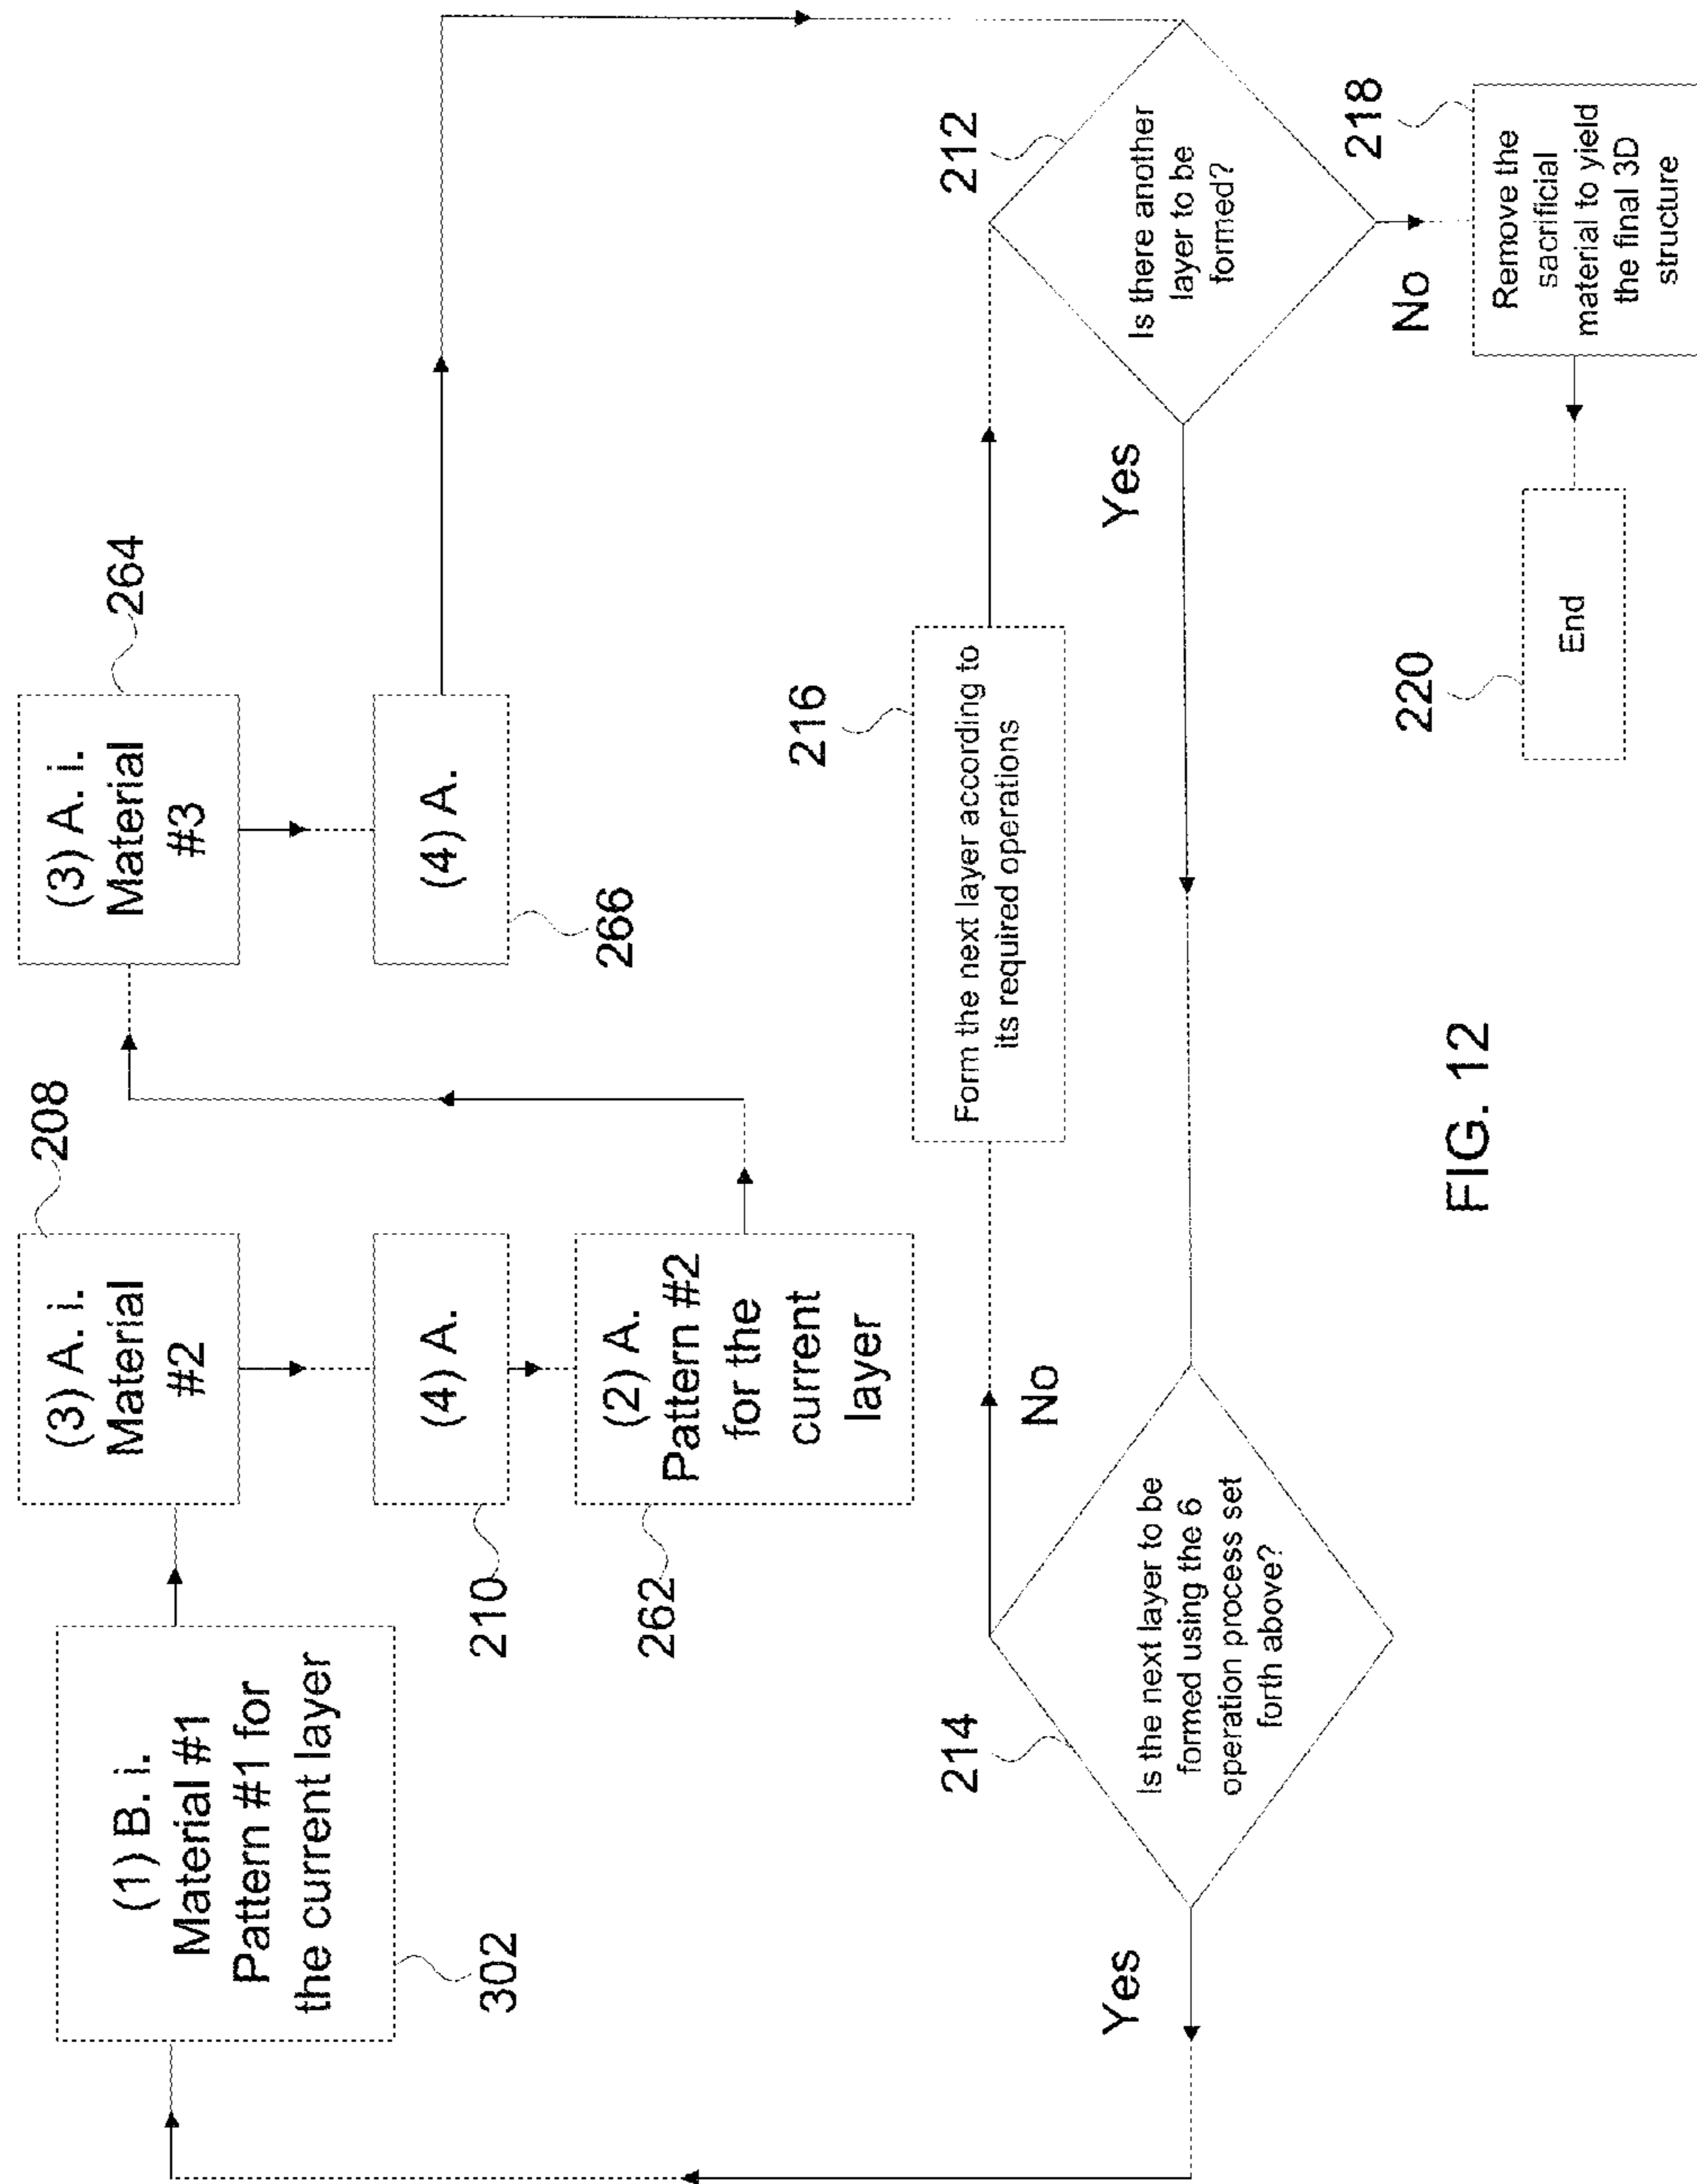 (1) B. i.
Material #1
Pattern #1 for
the current layer
302
(3) A. i.
Material
#2
208
(4) A.
210
(2) A.
Pattern #2
for the
current
layer
262
(3) A. i.
Material
#3
264
(4) A.
266
Is there another
layer to be
formed?
212
Yes
No
Form the next layer according to
its required operations
216
Is the next layer to be
formed using the 6
operation process set
forth above?
214
Yes
No
Remove the
sacrificial
material to yield
the final 3D
structure
218
End
220
FIG. 12